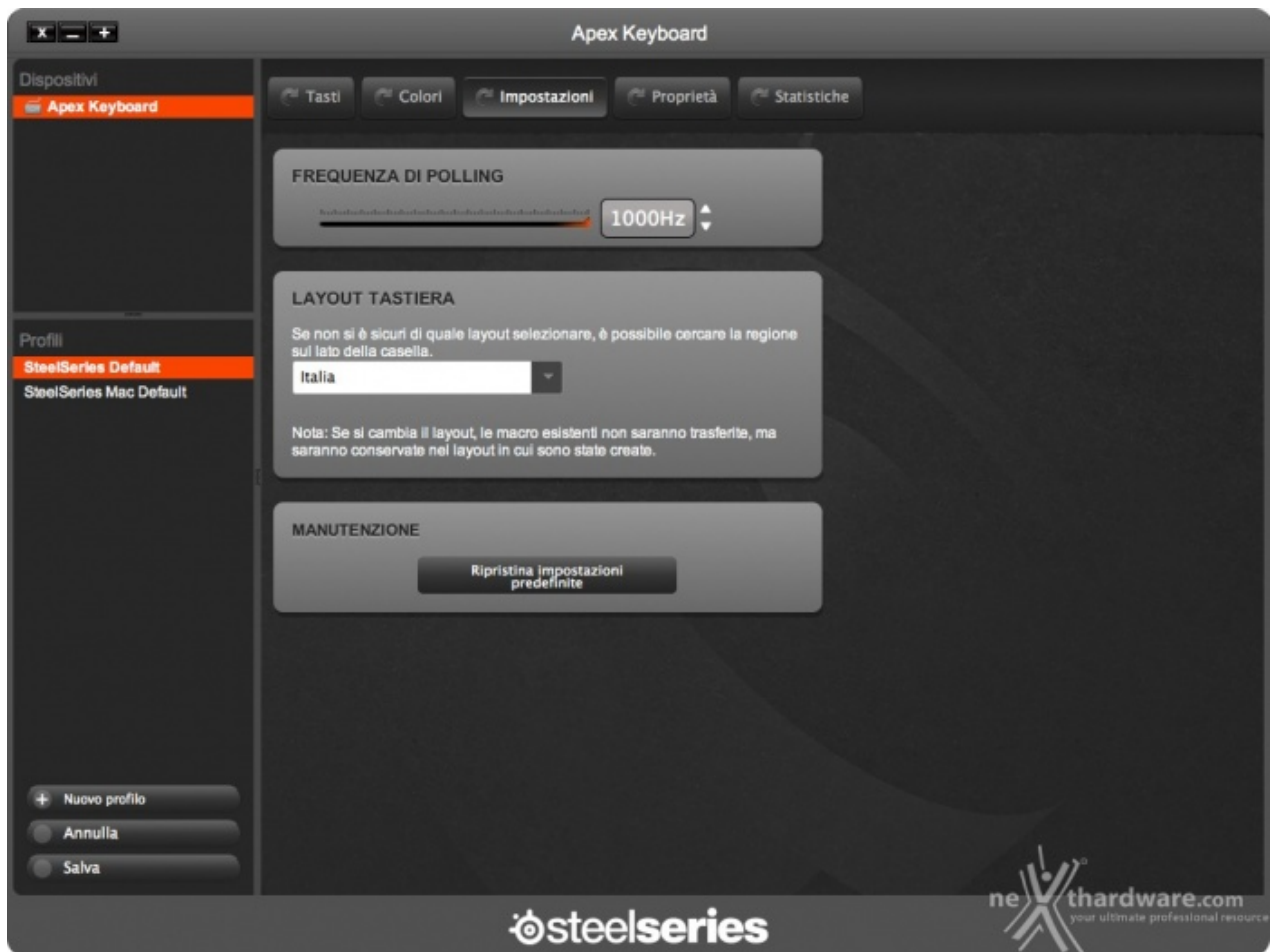 Apex Keyboard
Dispositivi
Apex Keyboard
Tasti Colori Impostazioni Proprietà Statistiche
FREQUENZA DI POLLING
1000Hz
LAYOUT TASTIERA
Se non si è sicuri di quale layout selezionare, è possibile cercare la regione
sul lato della casella.
Italia
Nota: Se si cambia il layout, le macro esistenti non saranno trasferite, ma
saranno conservate nel layout in cui sono state create.
MANUTENZIONE
Ripristina impostazioni
predefinite
Profili
SteelSeries Default
SteelSeries Mac Default
Nuovo profilo
Annulla
Salva
steelseries
nexthardware.com
your ultimate professional resource